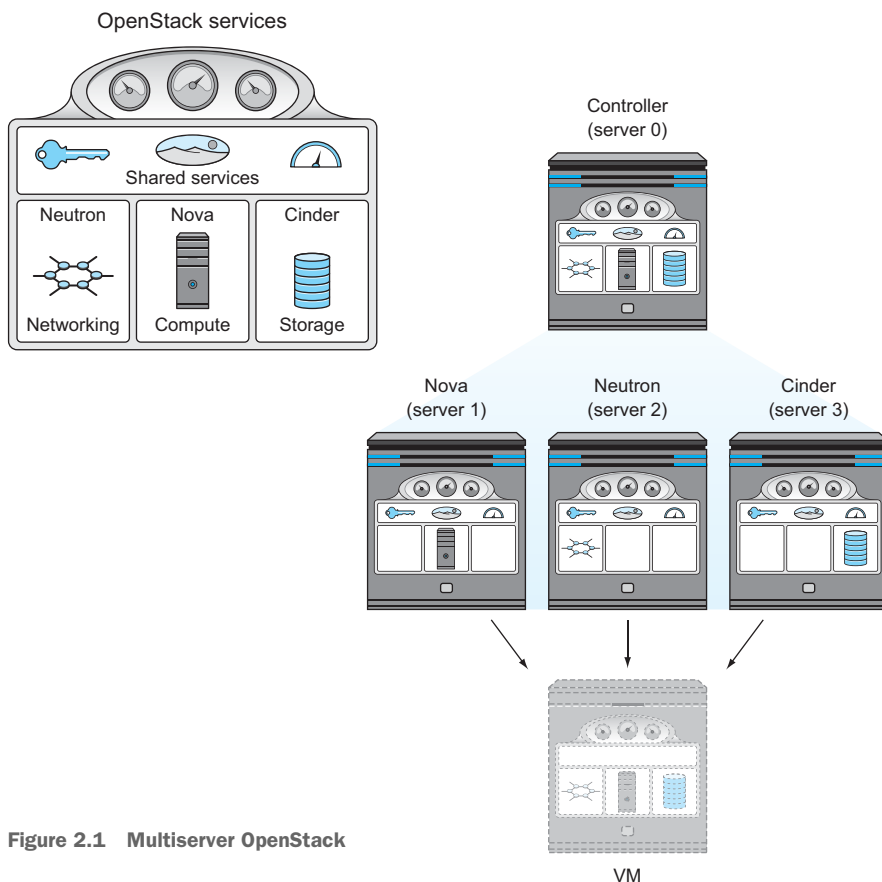 OpenStack services
Shared services
Neutron
Networking
Nova
Compute
Cinder
Storage
Controller
(server 0)
Nova
(server 1)
Neutron
(server 2)
Cinder
(server 3)
VM
Figure 2.1 Multiserver OpenStack